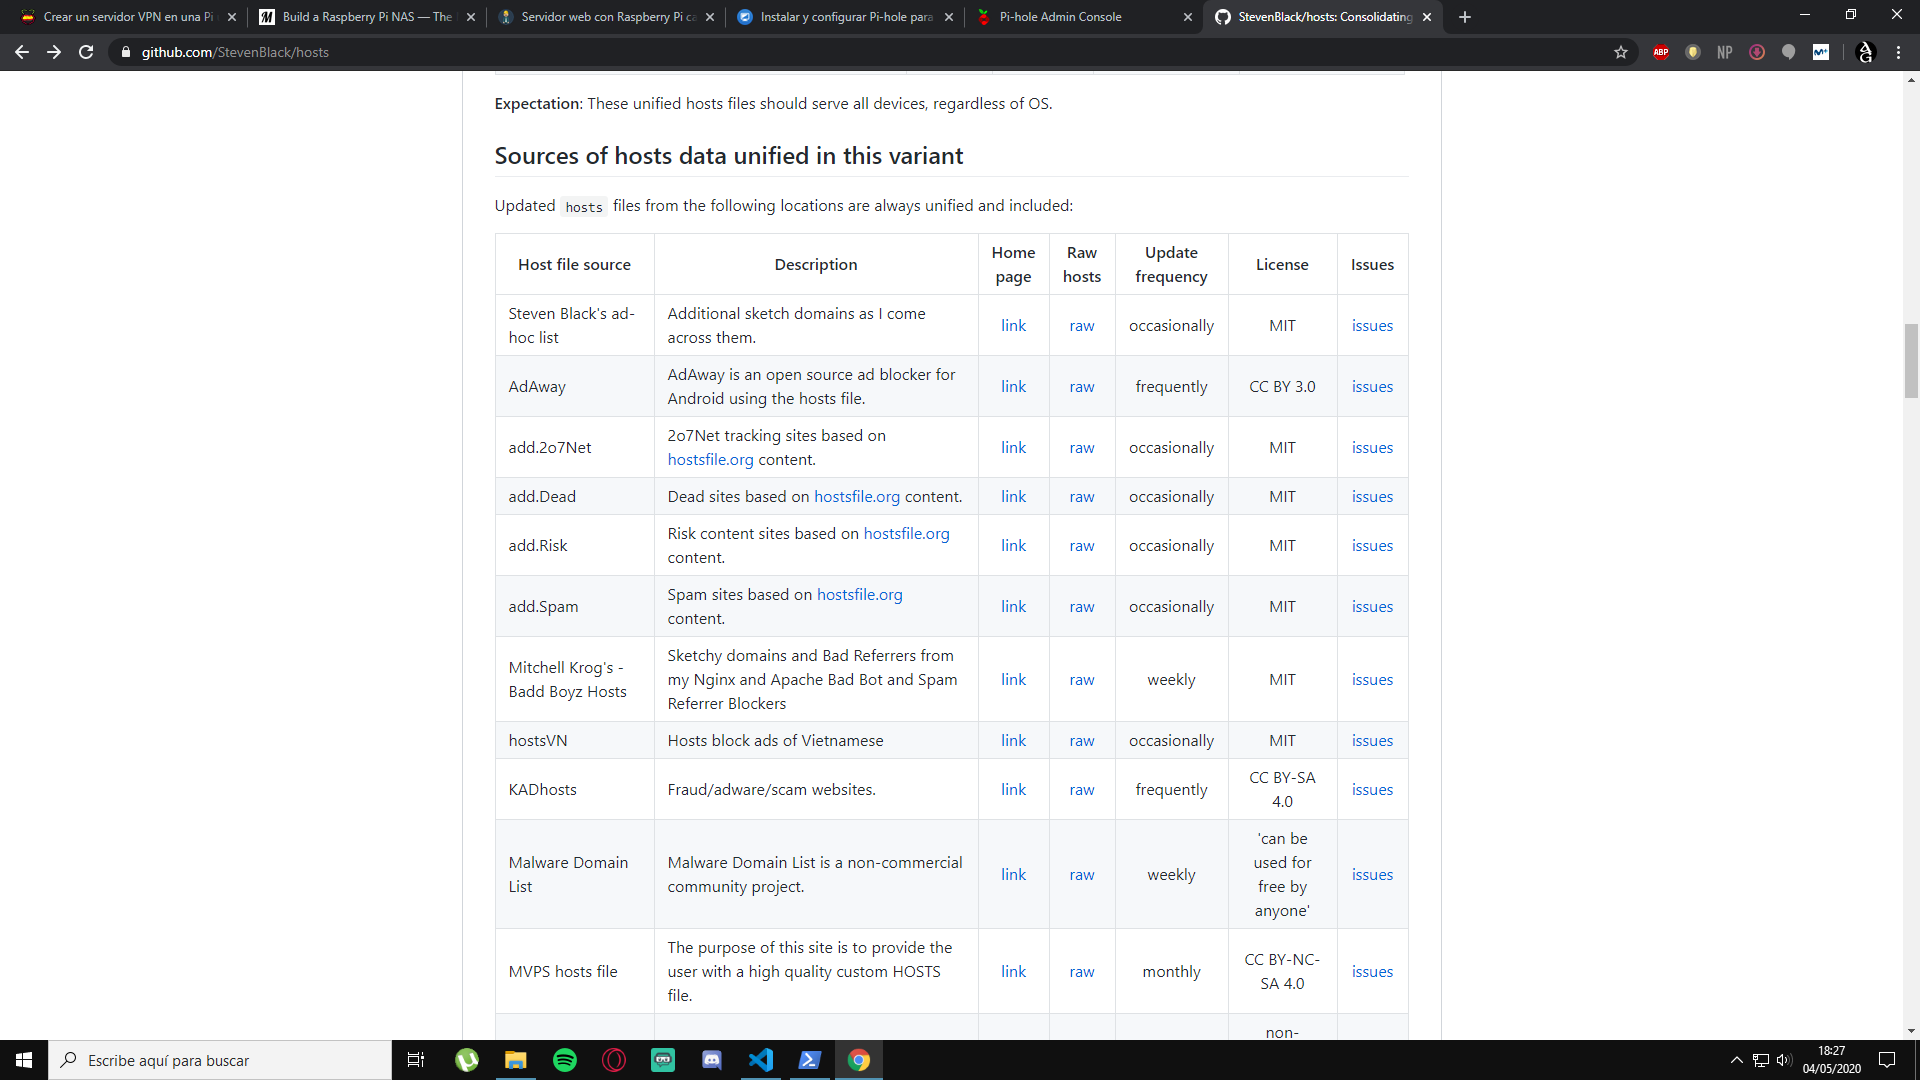 Crear un servidor VPN en una Pi
Build a Raspberry Pi NAS — The
Servidor web con Raspberry Pi ca
Instalar y configurar Pi-hole para
Pi-hole Admin Console
StevenBlack/hosts: Consolidating
github.com/StevenBlack/hosts
ABP
NP
M+
Expectation: These unified hosts files should serve all devices, regardless of OS.
Sources of hosts data unified in this variant
Updated hosts files from the following locations are always unified and included:
Host file source Description Home page Raw hosts Update frequency License Issues
Steven Black's ad-hoc list Additional sketch domains as I come across them. link raw occasionally MIT issues
AdAway AdAway is an open source ad blocker for Android using the hosts file. link raw frequently CC BY 3.0 issues
add.2o7Net 2o7Net tracking sites based on hostsfile.org content. link raw occasionally MIT issues
add.Dead Dead sites based on hostsfile.org content. link raw occasionally MIT issues
add.Risk Risk content sites based on hostsfile.org content. link raw occasionally MIT issues
add.Spam Spam sites based on hostsfile.org content. link raw occasionally MIT issues
Mitchell Krog's - Badd Boyz Hosts Sketchy domains and Bad Referrers from my Nginx and Apache Bad Bot and Spam Referrer Blockers link raw weekly MIT issues
hostsVN Hosts block ads of Vietnamese link raw occasionally MIT issues
KADhosts Fraud/adware/scam websites. link raw frequently CC BY-SA 4.0 issues
Malware Domain List Malware Domain List is a non-commercial community project. link raw weekly 'can be used for free by anyone' issues
MVPS hosts file The purpose of this site is to provide the user with a high quality custom HOSTS file. link raw monthly CC BY-NC-SA 4.0 issues
non-
Escribe aquí para buscar
18:27
04/05/2020